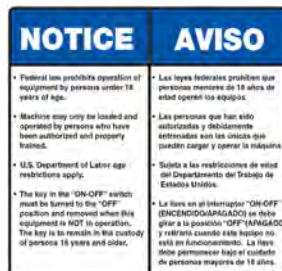 NOTICE
• Federal law prohibits operation of
equipment by persons under 18
years of age.
• Machine may only be loaded and
operated by persons who have
been authorized and properly
trained.
• U.S. Department of Labor age
restrictions apply.
• The key in the "ON-OFF" switch
must be turned to the "OFF"
position and removed when this
equipment is NOT in operation.
The key is to remain in the custody
of persons 18 years and older.
AVISO
• Las leyes federales prohiben que
personas menores de 18 años de
edad operen los equipos.
• Las personas que han sido
autorizadas y debidamente
entrenadas son las únicas que
pueden cargar y operar la máquina.
• Sujeta a las restricciones de edad
del Departamento del Trabajo de
Estados Unidos.
• La llave en el interruptor "ON-OFF"
(ENCENDIDO/APAGADO) se debe
girar a la posición "OFF" (APAGADO)
y retirarla cuando este equipo no
está en funcionamiento. La llave
debe permanecer bajo el cuidado
de personas mayores de 18 años.